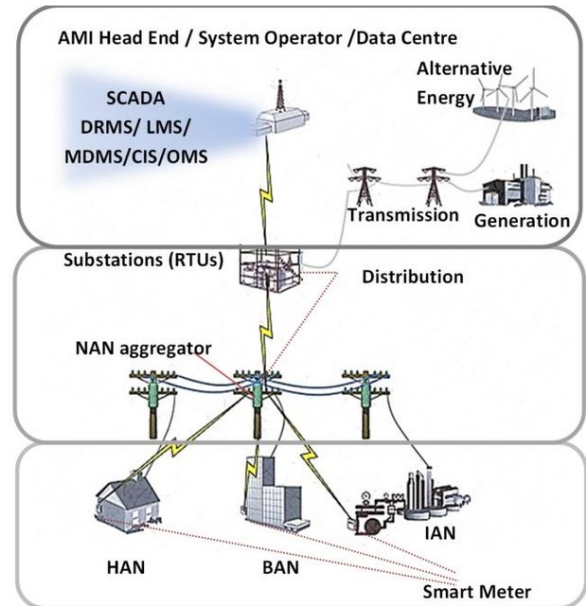 AMI Head End / System Operator /Data Centre
SCADA
DRMS/ LMS/
MDMS/CIS/OMS
Alternative
Energy
Transmission
Generation
Substations (RTUs)
Distribution
NAN aggregator
HAN
BAN
IAN
Smart Meter